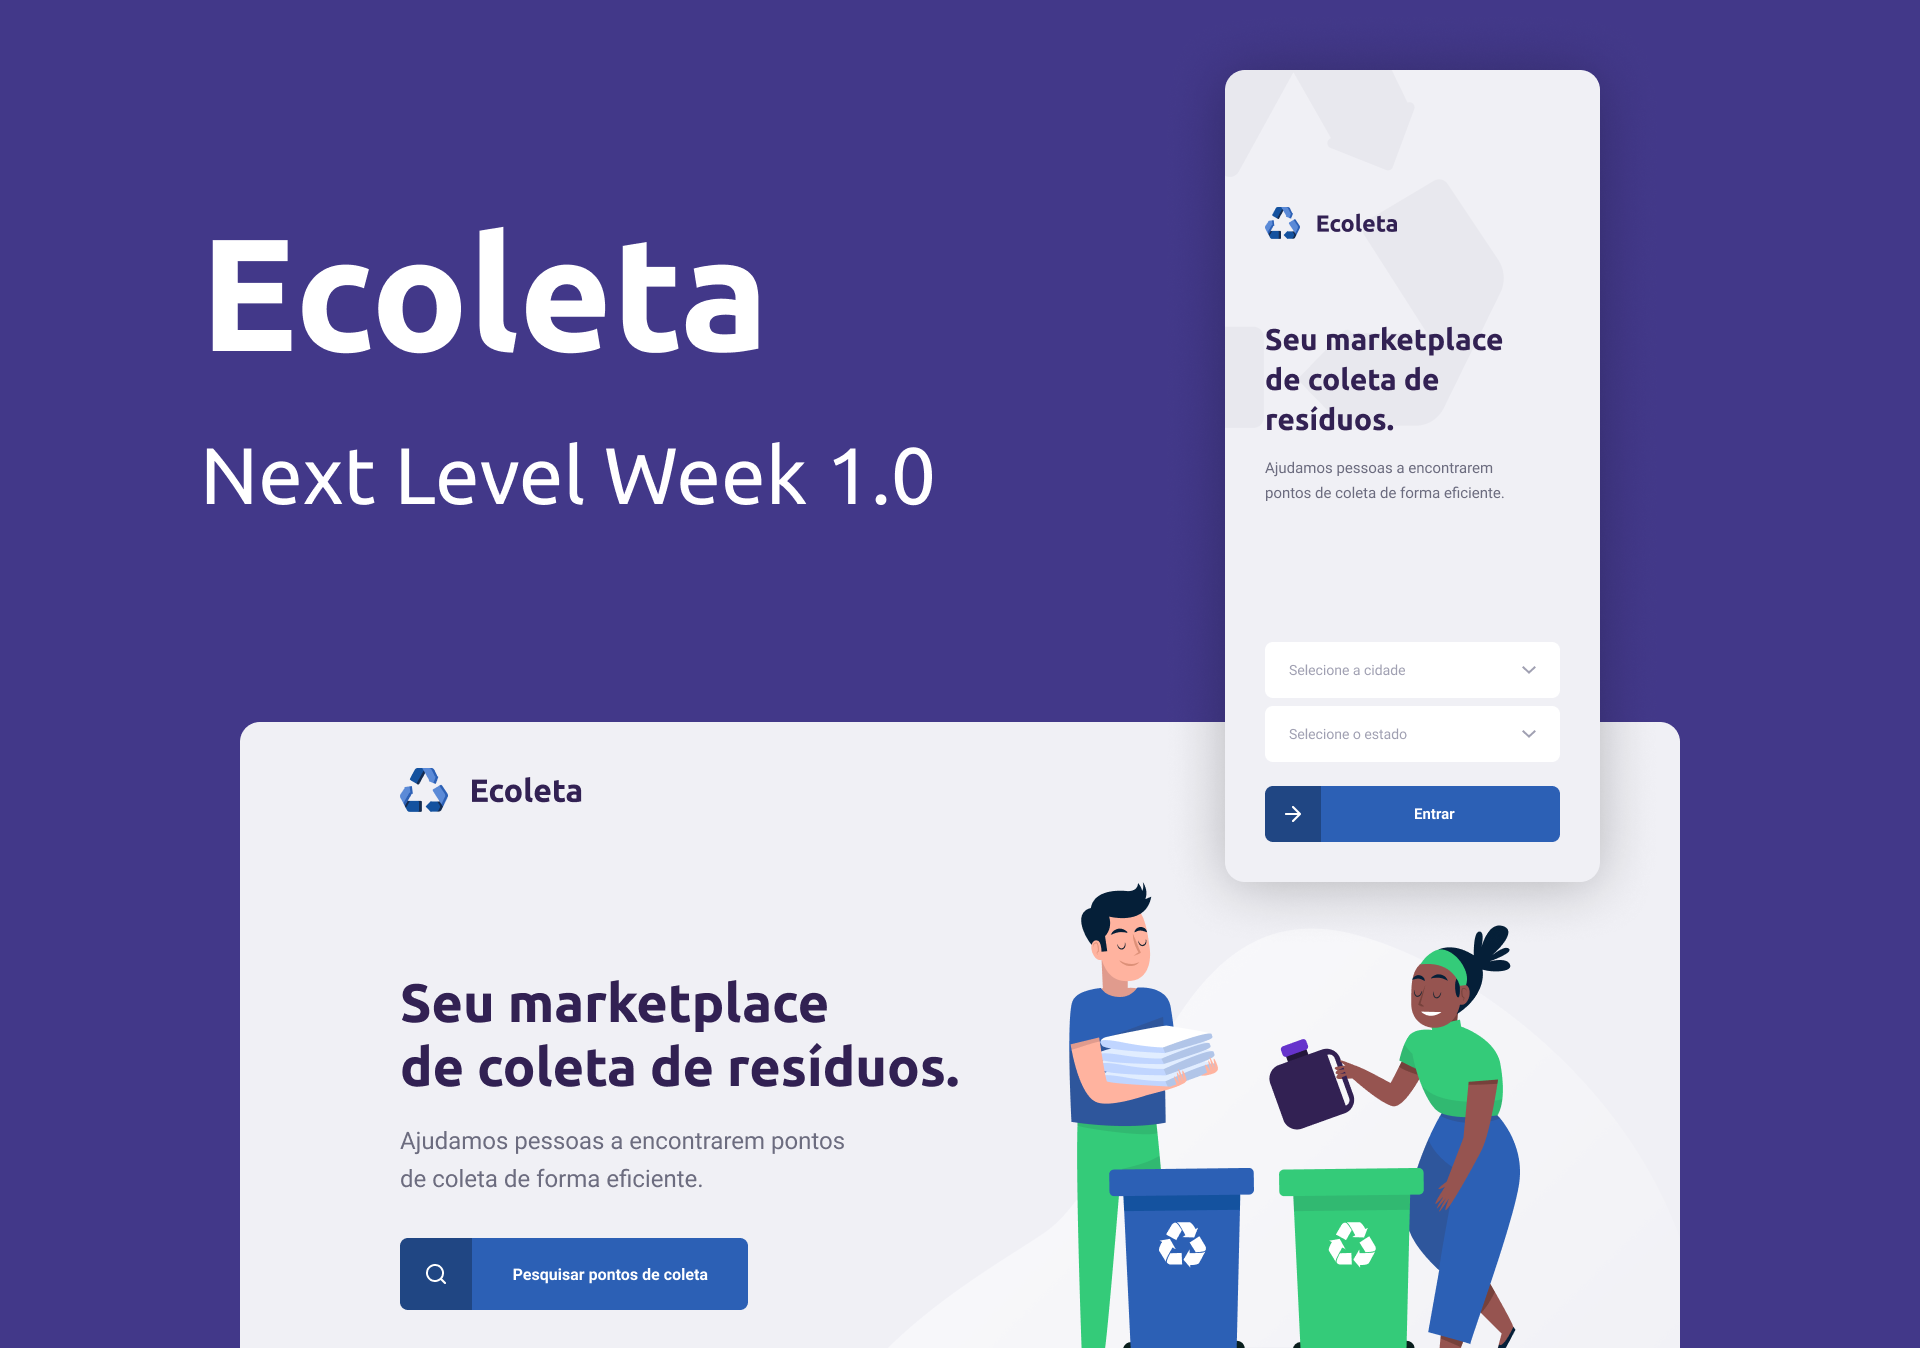 Ecoleta
Next Level Week 1.0
Ecoleta
Seu marketplace
de coleta de
resíduos.
Ajudamos pessoas a encontrarem
pontos de coleta de forma eficiente.
Selecione a cidade
Selecione o estado
Entrar
Ecoleta
Seu marketplace
de coleta de resíduos.
Ajudamos pessoas a encontrarem pontos
de coleta de forma eficiente.
Pesquisar pontos de coleta